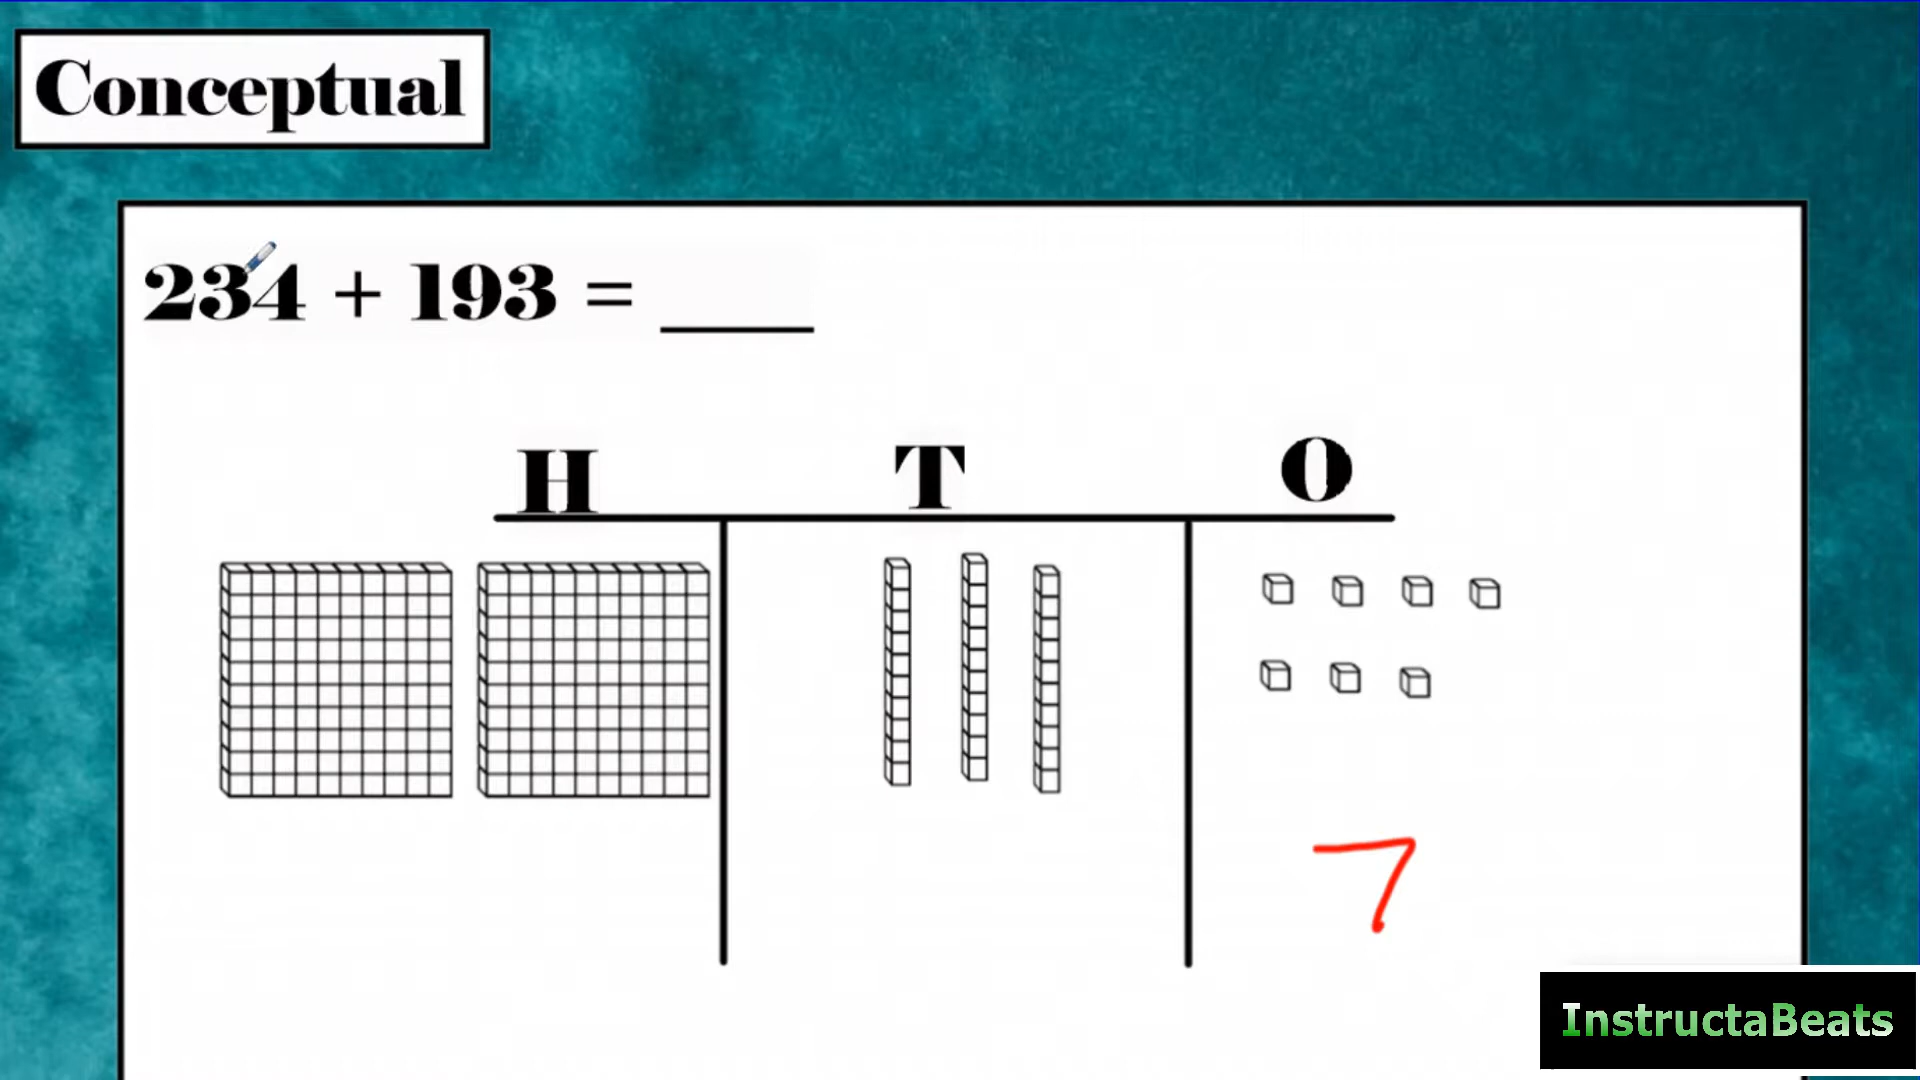 Conceptual
234 + 193 = ____
H T O
7
InstructaBeats